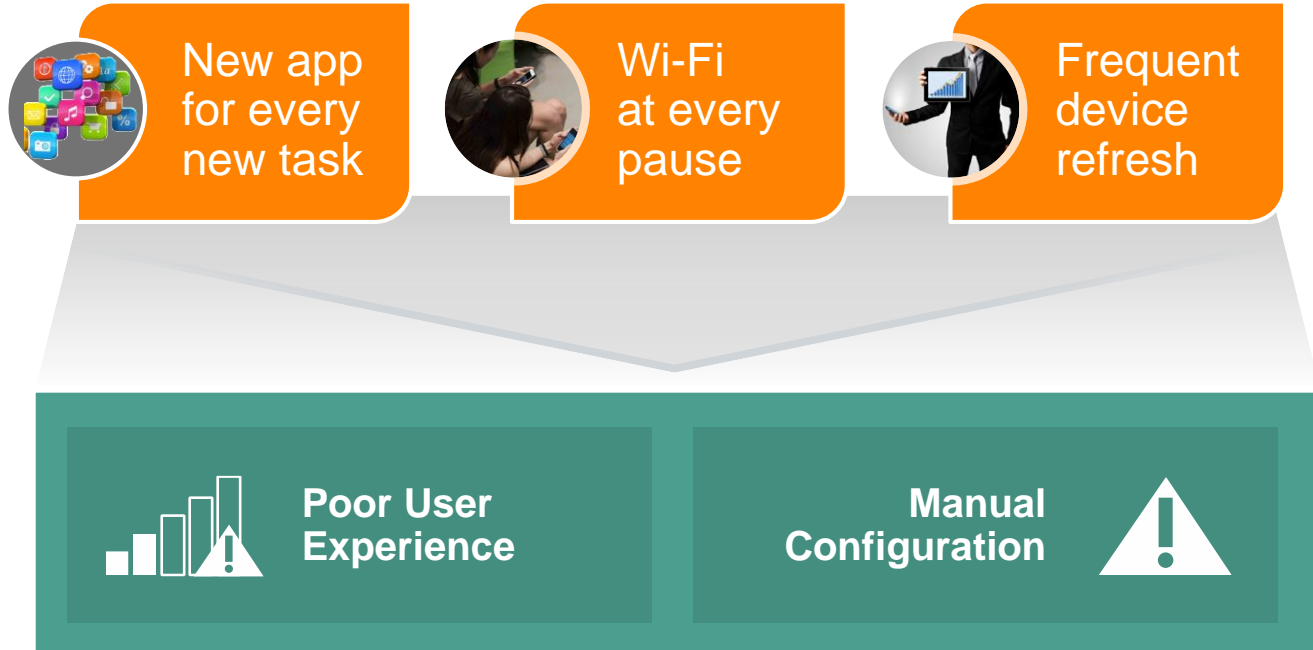 New app
for every
new task
Wi-Fi
at every
pause
Frequent
device
refresh
Poor User
Experience
Manual
Configuration